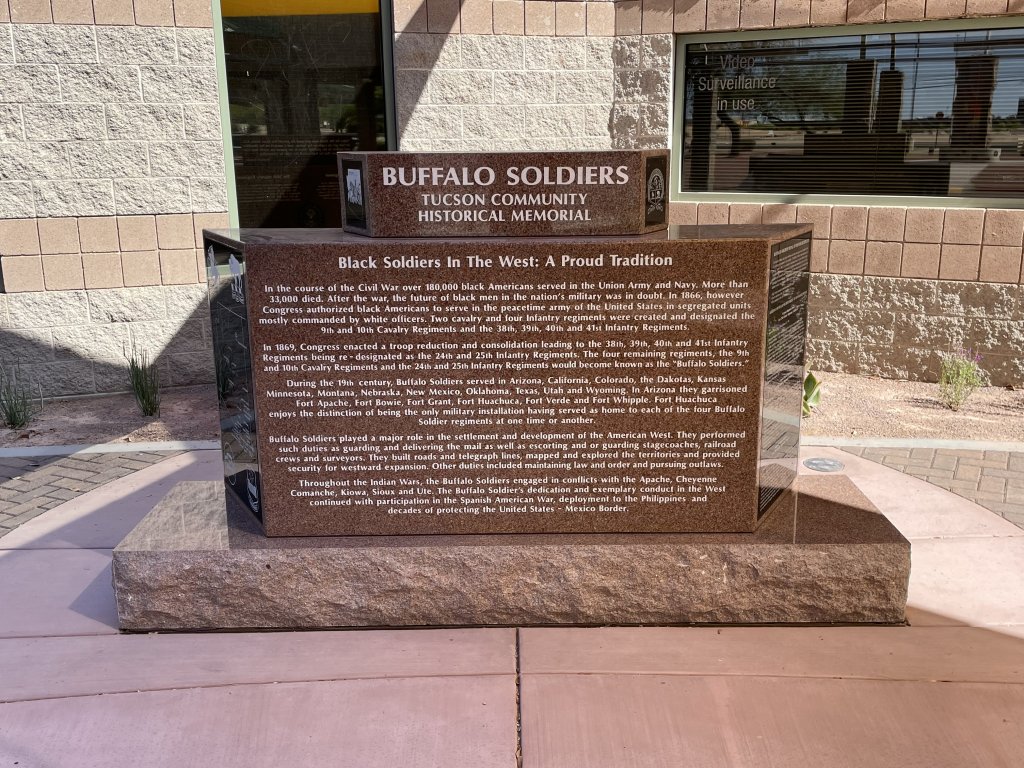 Video
Surveillance
in use
BUFFALO SOLDIERS
TUCSON COMMUNITY
HISTORICAL MEMORIAL
Black Soldiers In The West: A Proud Tradition
In the course of the Civil War over 180,000 black Americans served in the Union Army and Navy. More than
33,000 died. After the war, the future of black men in the nation's military was in doubt. In 1866, however
Congress authorized black Americans to serve in the peacetime army of the United States in segregated units
mostly commanded by white officers. Two cavalry and four Infantry regiments were created and designated the
9th and 10th Cavalry Regiments and the 38th, 39th, 40th and 41st Infantry Regiments.
In 1869, Congress enacted a troop reduction and consolidation leading to the 38th, 39th, 40th and 41st Infantry
Regiments being re-designated as the 24th and 25th Infantry Regiments. The four remaining regiments, the 9th
and 10th Cavalry Regiments and the 24th and 25th Infantry Regiments would become known as the "Buffalo Soldiers."
During the 19th century, Buffalo Soldiers served in Arizona, California, Colorado, the Dakotas, Kansas
Minnesota, Montana, Nebraska, New Mexico, Oklahoma, Texas, Utah and Wyoming. In Arizona they garrisoned
Fort Apache, Fort Bowie, Fort Grant, Fort Huachuca, Fort Verde and Fort Whipple. Fort Huachuca
enjoys the distinction of being the only military installation having served as home to each of the four Buffalo
Soldier regiments at one time or another.
Buffalo Soldiers played a major role in the settlement and development of the American West. They performed
such duties as guarding and delivering the mail as well as escorting and or guarding stagecoaches, railroad
crews and surveyors. They built roads and telegraph lines, mapped and explored the territories and provided
security for westward expansion. Other duties included maintaining law and order and pursuing outlaws.
Throughout the Indian Wars, the Buffalo Soldiers engaged in conflicts with the Apache, Cheyenne
Comanche, Kiowa, Sioux and Ute. The Buffalo Soldier's dedication and exemplary conduct in the West
continued with participation in the Spanish-American War, deployment to the Philippines and
decades of protecting the United States - Mexico Border.